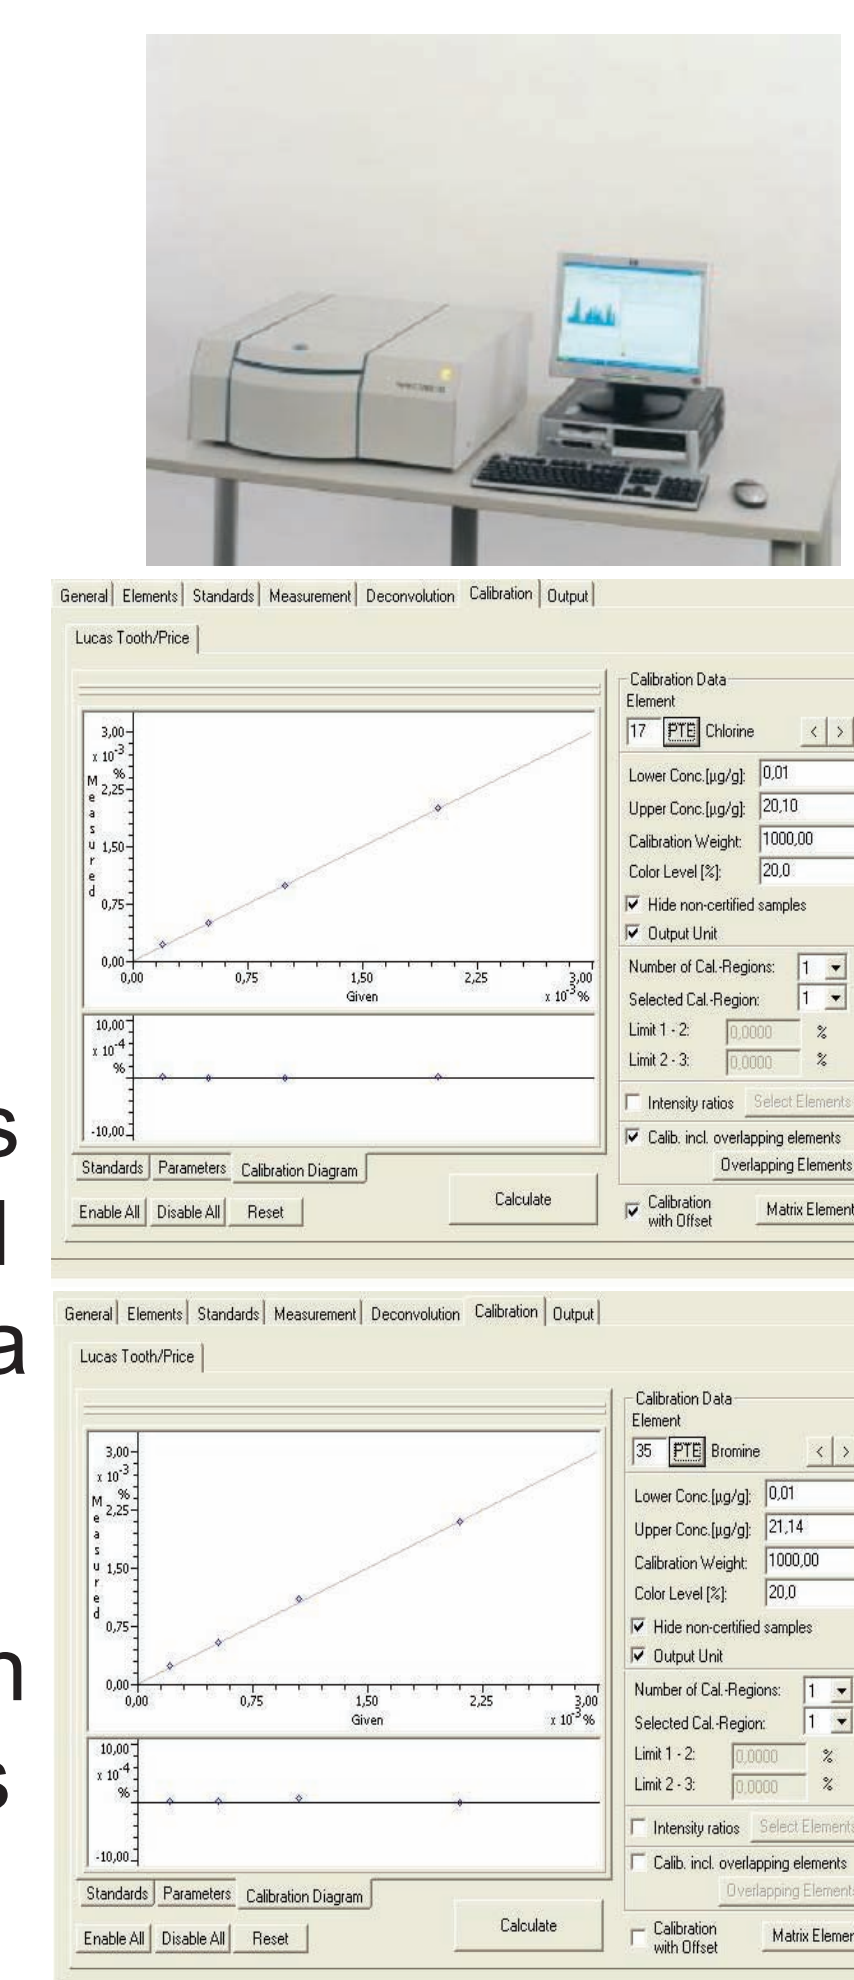 General Elements Standards Measurement Deconvolution Calibration Output
Lucas Tooth/Price
3,00
x 10-3
%
Measured
2,25
1,50
0,75
0,00
0,00 0,75 1,50 2,25 3,00
Given x 10-3%
10,00
x 10-4
%
-10,00
Standards Parameters Calibration Diagram
Enable All Disable All Reset Calculate
Calibration Data
Element
17 PTE Chlorine < >
Lower Conc.[µg/g]: 0,01
Upper Conc.[µg/g]: 20,10
Calibration Weight: 1000,00
Color Level [%]: 20,0
Hide non-certified samples
Output Unit
Number of Cal.-Regions: 1
Selected Cal.-Region: 1
Limit 1 - 2: 0,0000 %
Limit 2 - 3: 0,0000 %
Intensity ratios Select Elements
Calib. incl. overlapping elements
Overlapping Elements
Calibration
with Offset
Matrix Element
s
l
a
n
s
General Elements Standards Measurement Deconvolution Calibration Output
Lucas Tooth/Price
3,00
x 10-3
%
Measured
2,25
1,50
0,75
0,00
0,00 0,75 1,50 2,25 3,00
Given x 10-3%
10,00
x 10-4
%
-10,00
Standards Parameters Calibration Diagram
Enable All Disable All Reset Calculate
Calibration Data
Element
35 PTE Bromine < >
Lower Conc.[µg/g]: 0,01
Upper Conc.[µg/g]: 21,14
Calibration Weight: 1000,00
Color Level [%]: 20,0
Hide non-certified samples
Output Unit
Number of Cal.-Regions: 1
Selected Cal.-Region: 1
Limit 1 - 2: 0,0000 %
Limit 2 - 3: 0,0000 %
Intensity ratios Select Elements
Calib. incl. overlapping elements
Overlapping Element
Calibration
with Offset
Matrix Elemen